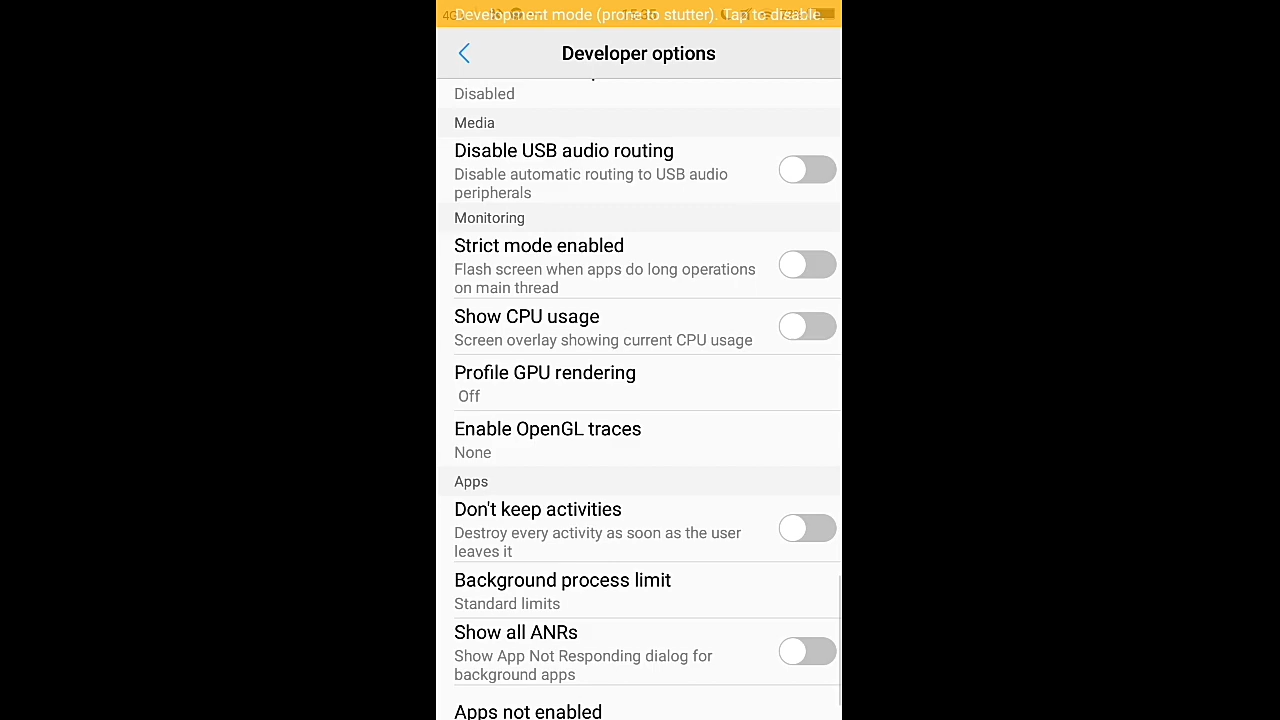 Development mode (prone to stutter). Tap to disable.
Developer options
Disabled
Media
Disable USB audio routing
Disable automatic routing to USB audio
peripherals
Monitoring
Strict mode enabled
Flash screen when apps do long operations
on main thread
Show CPU usage
Screen overlay showing current CPU usage
Profile GPU rendering
Off
Enable OpenGL traces
None
Apps
Don't keep activities
Destroy every activity as soon as the user
leaves it
Background process limit
Standard limits
Show all ANRs
Show App Not Responding dialog for
background apps
Apps not enabled